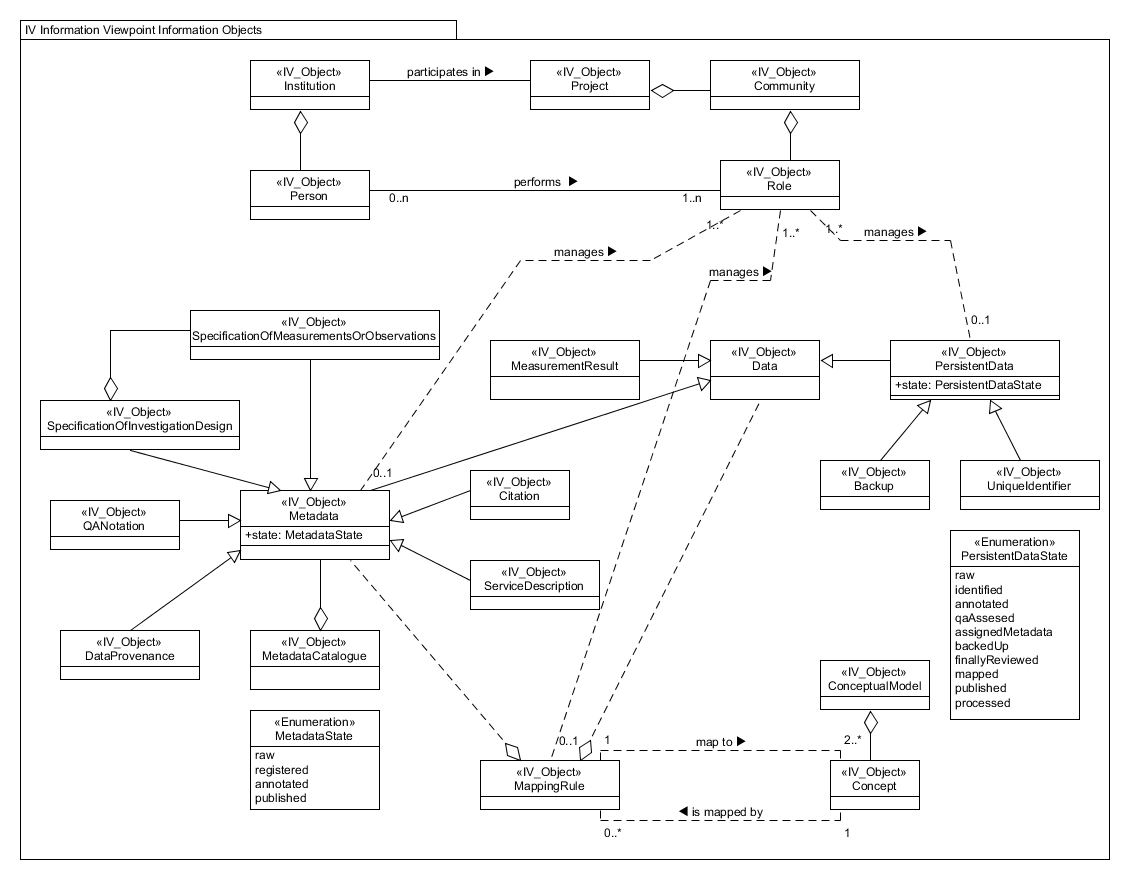 IV Information Viewpoint Information Objects
«IV_Object»
Institution
participates in ▶
«IV_Object»
Project
«IV_Object»
Community
«IV_Object»
Person
performs ▶
0..n
1..n
«IV_Object»
Role
1..*
1..*
1..*
manages ▶
manages ▶
manages ▶
0..1
«IV_Object»
SpecificationOfMeasurementsOrObservations
«IV_Object»
MeasurementResult
«IV_Object»
Data
«IV_Object»
PersistentData
+state: PersistentDataState
«IV_Object»
SpecificationOfInvestigationDesign
0..1
«IV_Object»
Metadata
+state: MetadataState
«IV_Object»
Citation
«IV_Object»
Backup
«IV_Object»
UniqueIdentifier
«IV_Object»
QANotation
«IV_Object»
ServiceDescription
«Enumeration»
PersistentDataState
raw
identified
annotated
qaAssesed
assignedMetadata
backedUp
finallyReviewed
mapped
published
processed
«IV_Object»
DataProvenance
«IV_Object»
MetadataCatalogue
«IV_Object»
ConceptualModel
«Enumeration»
MetadataState
raw
registered
annotated
published
0..1
1
map to ▶
2..*
«IV_Object»
MappingRule
«IV_Object»
Concept
◀ is mapped by
0..*
1